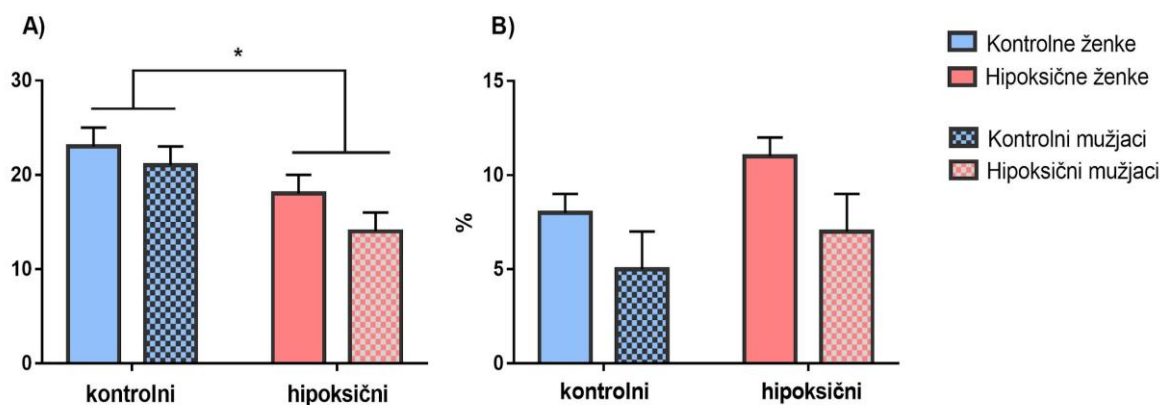 A)
*
30
20
10
0
kontrolni hipoksični
B)
%
15
10
5
0
kontrolni hipoksični
Kontrolne ženke
Hipoksične ženke
Kontrolni mužjaci
Hipoksični mužjaci